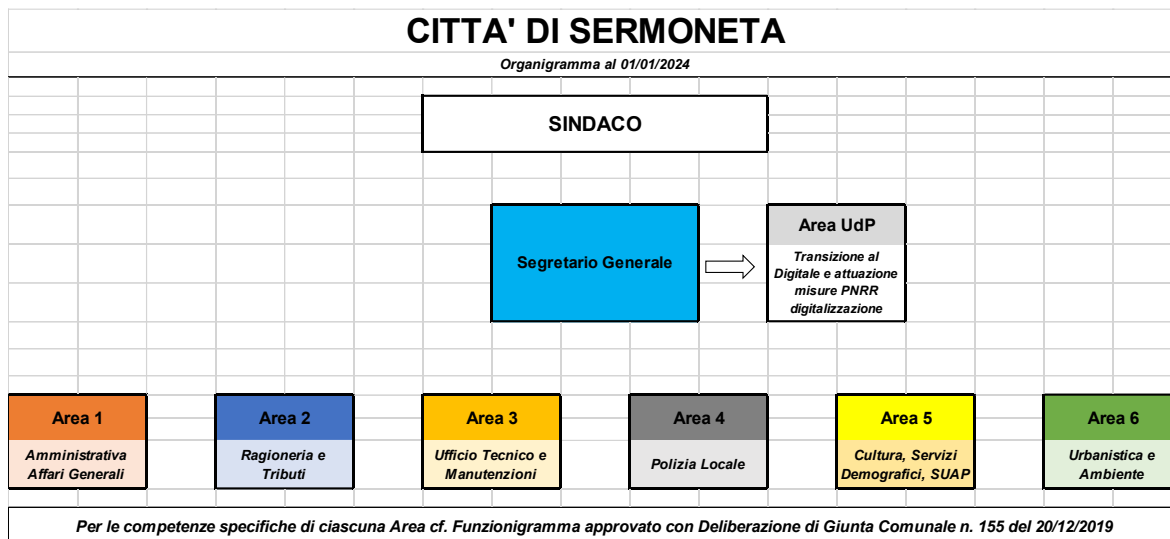 CITTA' DI SERMONETA
Organigramma al 01/01/2024
SINDACO
Segretario Generale
Area UdP
Transizione al
Digitale e attuazione
misure PNRR
digitalizzazione
Area 1
Amministrativa
Affari Generali
Area 2
Ragioneria e
Tributi
Area 3
Ufficio Tecnico e
Manutenzioni
Area 4
Polizia Locale
Area 5
Cultura, Servizi
Demografici, SUAP
Area 6
Urbanistica e
Ambiente
Per le competenze specifiche di ciascuna Area cf. Funzionigramma approvato con Deliberazione di Giunta Comunale n. 155 del 20/12/2019